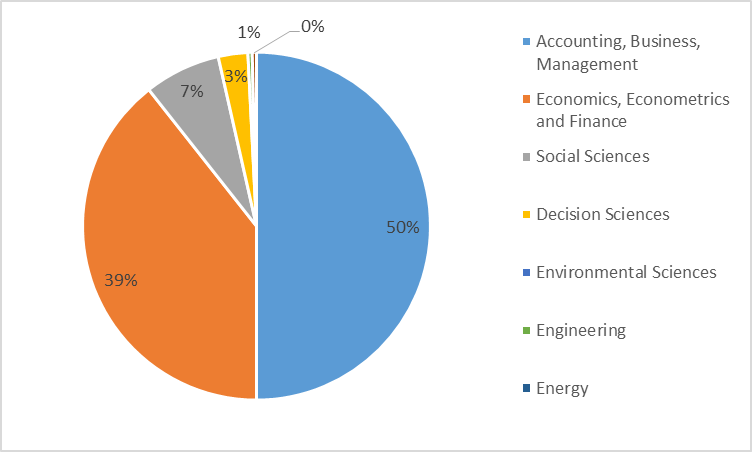 0%
1%
3%
7%
50%
39%
Accounting, Business,
Management
Economics, Econometrics
and Finance
Social Sciences
Decision Sciences
Environmental Sciences
Engineering
Energy